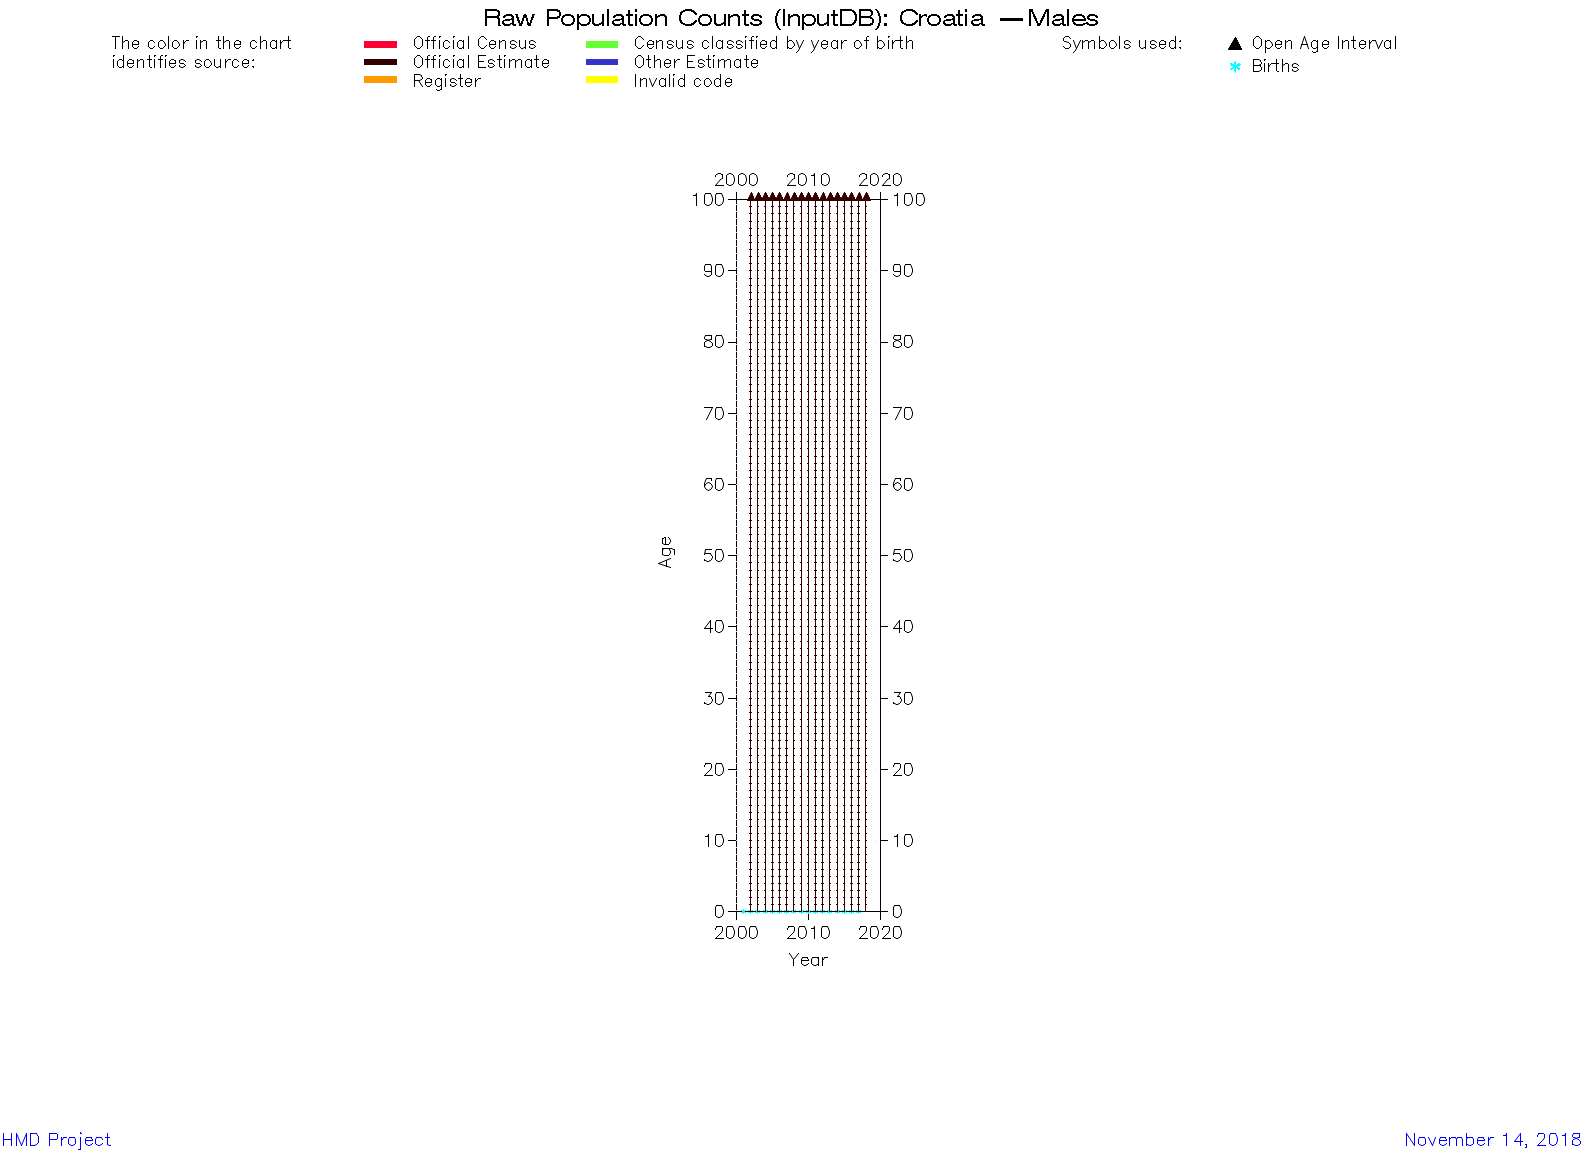 Raw Population Counts (InputDB): Croatia — Males
The color in the chart
identifies source:
Official Census
Official Estimate
Register
Census classified by year of birth
Other Estimate
Invalid code
Symbols used:
Open Age Interval
Births
2000 2010 2020
100 100
90 90
80 80
70 70
60 60
50 50
Age
40 40
30 30
20 20
10 10
0 0
2000 2010 2020
Year
HMD Project
November 14, 2018